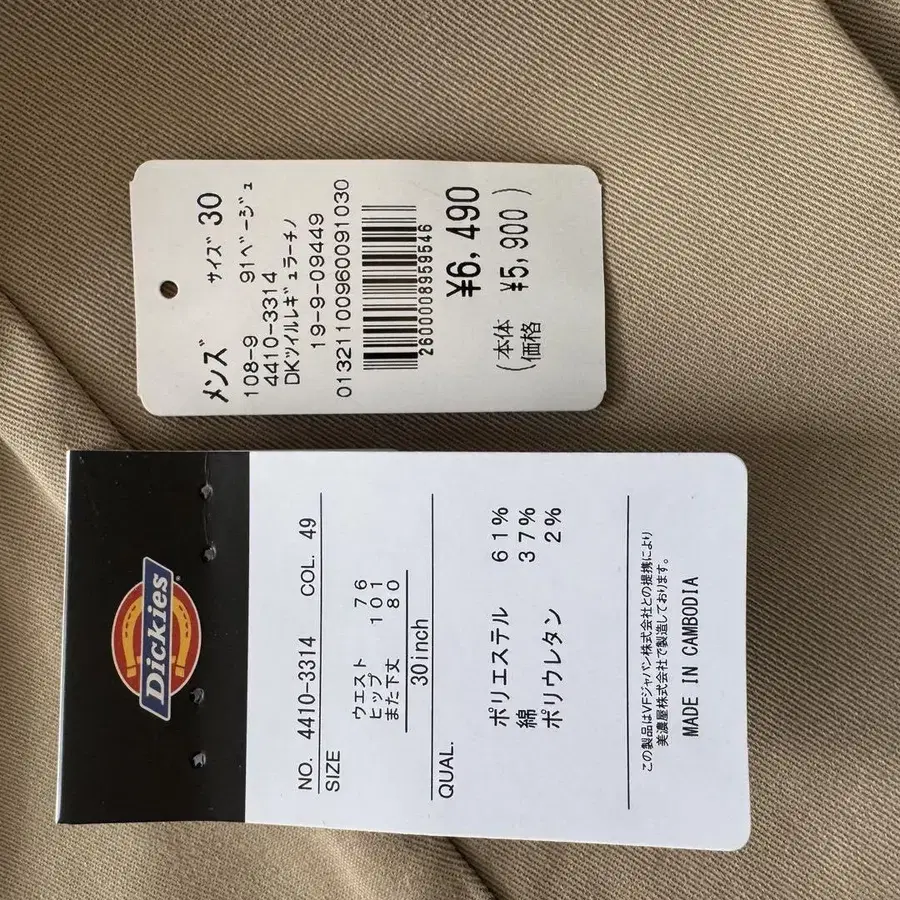 メンズ サイズ 30
108-9 91ベージュ
4410-3314
DKツイルレギュラーチノ
19-9-09449
01321100960091030
2600008959546
¥6,490
(本体価格 ¥5,900)
Dickies
NO. 4410-3314 COL. 49
SIZE
ウエスト 76
ヒップ 101
また下丈 80
30inch
QUAL.
ポリエステル 61%
綿 37%
ポリウレタン 2%
この製品はVFジャパン株式会社との提携により
美濃屋株式会社で製造しております。
MADE IN CAMBODIA